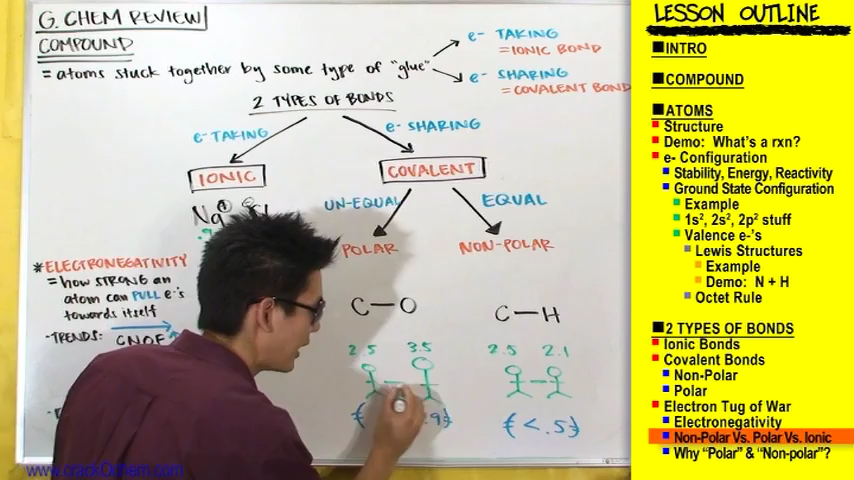 G. CHEM REVIEW
COMPOUND
= atoms stuck together by some type of "glue"
e- TAKING
= IONIC BOND
e- SHARING
= COVALENT BOND
2 TYPES OF BONDS
e- TAKING
e- SHARING
IONIC
COVALENT
UN-EQUAL
EQUAL
Na
POLAR
NON-POLAR
*ELECTRONEGATIVITY
= how STRONG an
atom can PULL e-'s
towards itself
-TRENDS:
CNOF
C-O
C-H
2.5 3.5
2.5 2.1
(< .5)
www.crackOchem.com
LESSON OUTLINE
INTRO
COMPOUND
ATOMS
Structure
Demo: What's a rxn?
e- Configuration
Stability, Energy, Reactivity
Ground State Configuration
Example
1s², 2s², 2p² stuff
Valence e-'s
Lewis Structures
Example
Demo: N + H
Octet Rule
2 TYPES OF BONDS
Ionic Bonds
Covalent Bonds
Non-Polar
Polar
Electron Tug of War
Electronegativity
Non-Polar Vs. Polar Vs. Ionic
Why "Polar" & "Non-polar"?